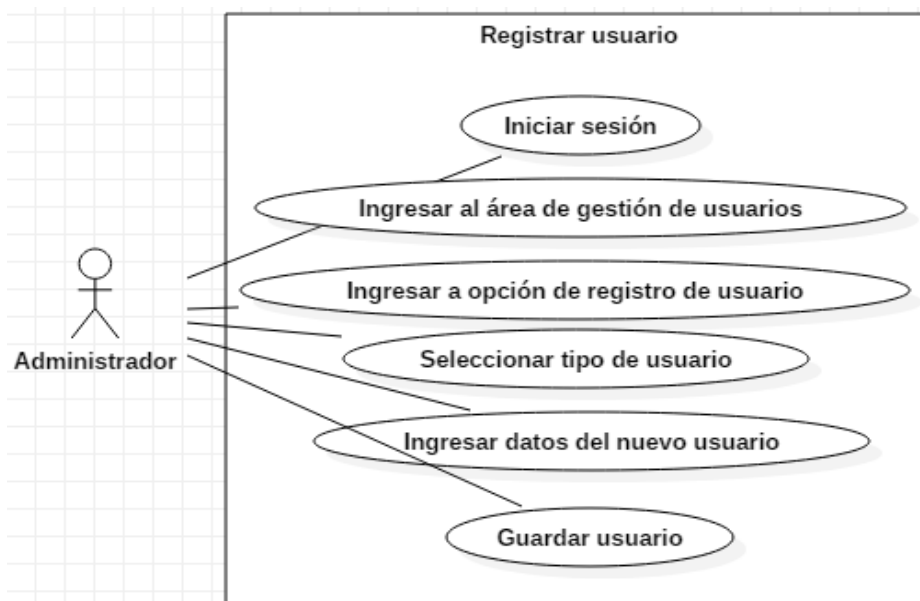 Registrar usuario
Iniciar sesión
Ingresar al área de gestión de usuarios
Ingresar a opción de registro de usuario
Seleccionar tipo de usuario
Administrador
Ingresar datos del nuevo usuario
Guardar usuario